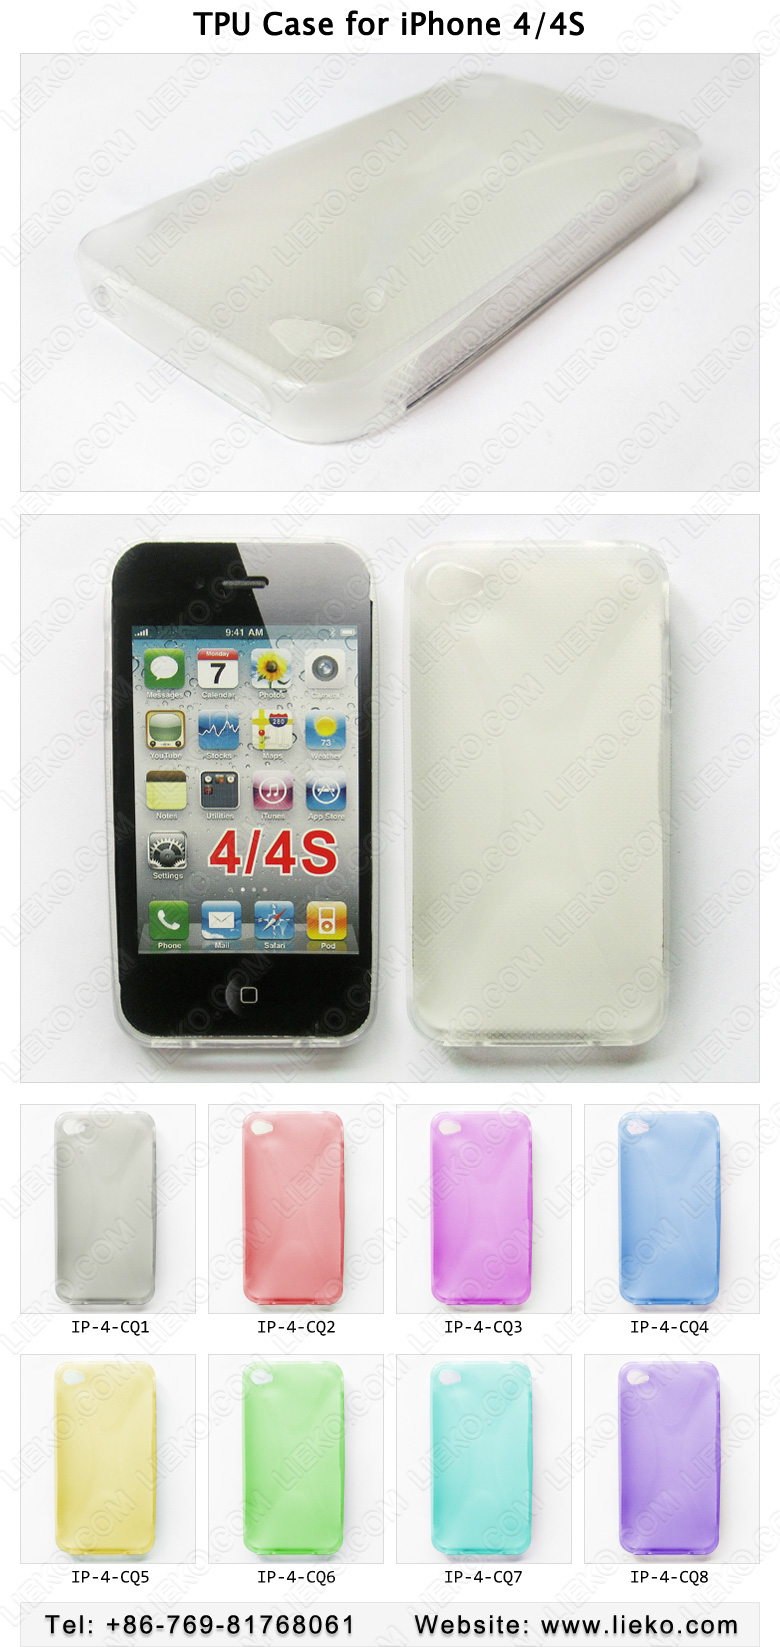 TPU Case for iPhone 4/4S
9:41 AM
Monday
7
280
73°
Messages Calendar Photos Camera
YouTube Stocks Maps Weather
Notes Utilities iTunes App Store
Settings
4/4S
Phone Mail Safari iPod
IP-4-CQ1 IP-4-CQ2 IP-4-CQ3 IP-4-CQ4
IP-4-CQ5 IP-4-CQ6 IP-4-CQ7 IP-4-CQ8
Tel: +86-769-81768061 Website: www.lieko.com
LIEKO.COM